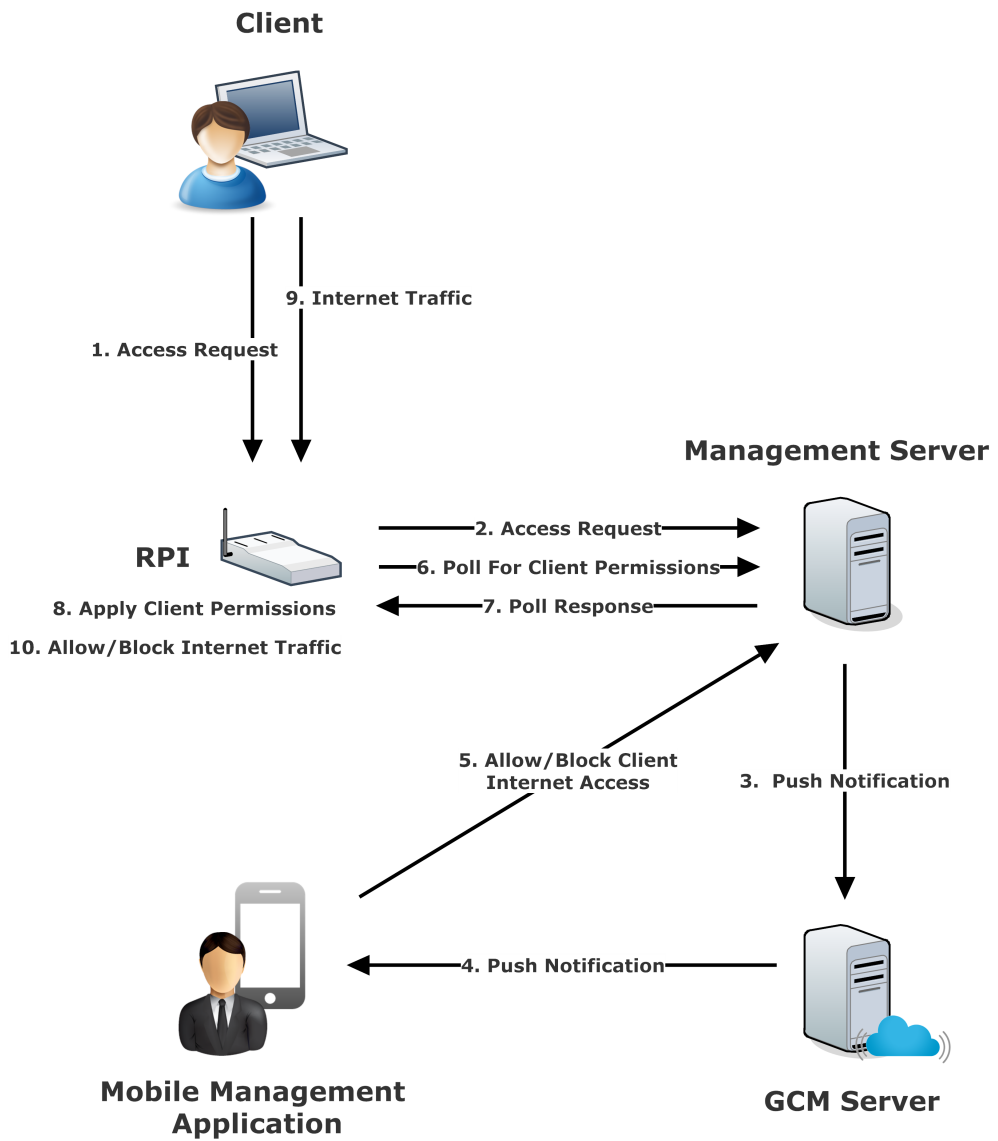 Client
9. Internet Traffic
1. Access Request
Management Server
RPI
2. Access Request
6. Poll For Client Permissions
7. Poll Response
8. Apply Client Permissions
10. Allow/Block Internet Traffic
5. Allow/Block Client
Internet Access
3. Push Notification
4. Push Notification
Mobile Management
Application
GCM Server